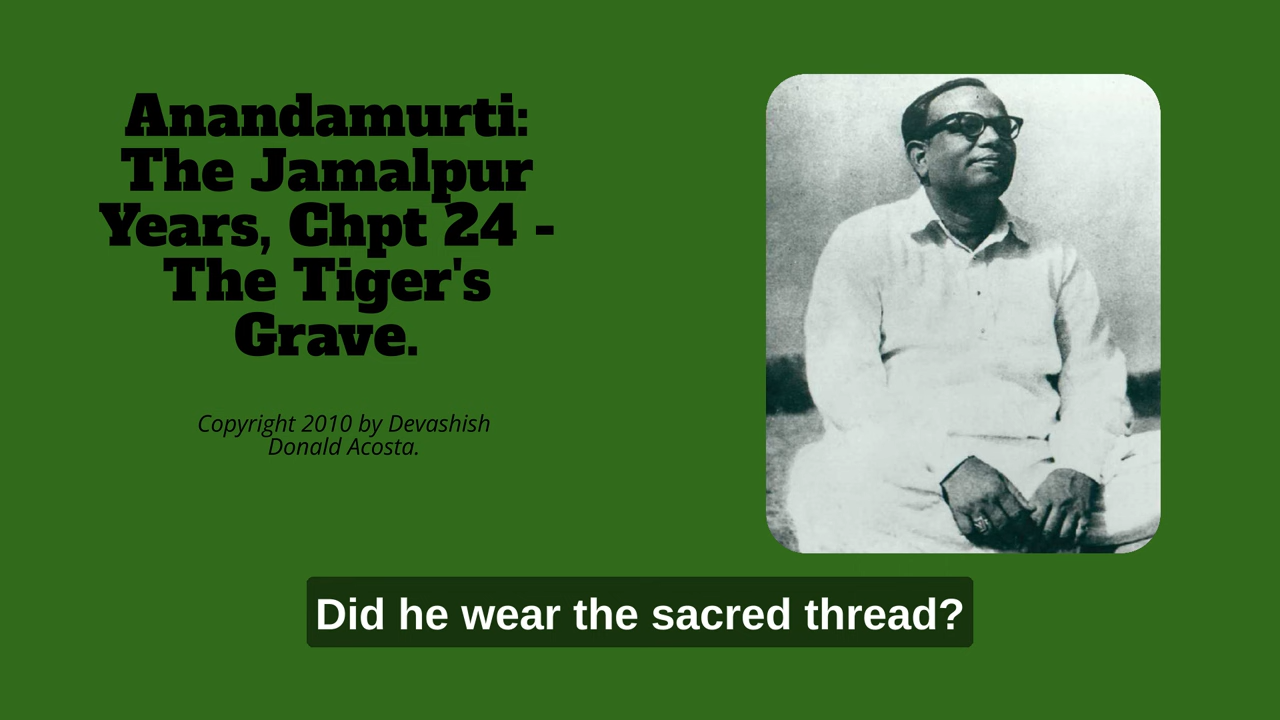 Anandamurti:
The Jamalpur
Years, Chpt 24 -
The Tiger's
Grave.
Copyright 2010 by Devashish
Donald Acosta.
Did he wear the sacred thread?